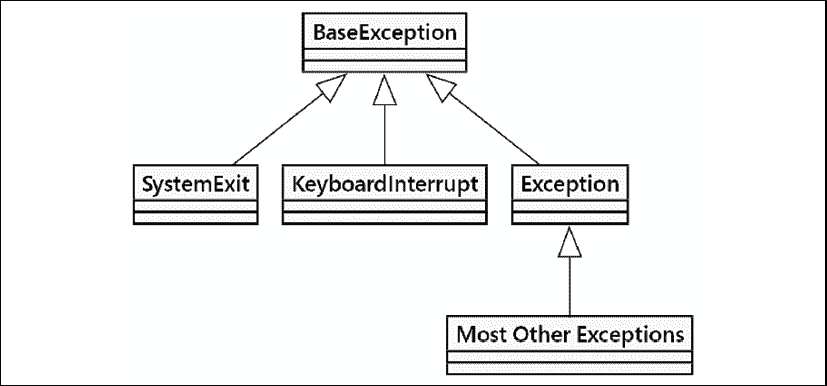 BaseException
SystemExit
KeyboardInterrupt
Exception
Most Other Exceptions